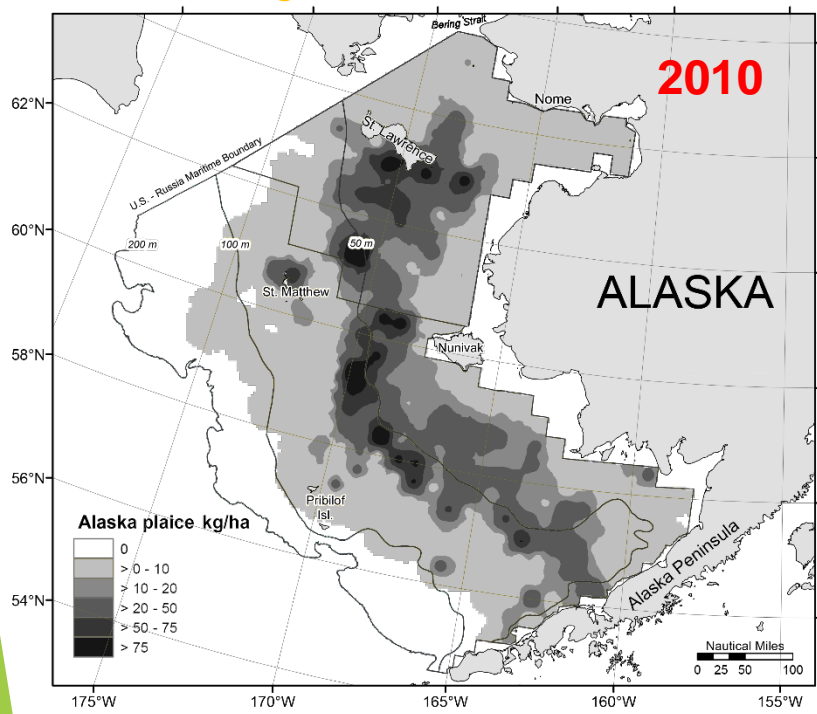 Bering Strait
2010
62°N
Nome
St. Lawrence
U.S. - Russia Maritime Boundary
60°N
200 m
100 m
50 m
St. Matthew
ALASKA
58°N
Nunivak
56°N
Pribilof
Isl.
Alaska plaice kg/ha
0
> 0 - 10
> 10 - 20
> 20 - 50
> 50 - 75
> 75
Alaska Peninsula
54°N
Nautical Miles
0 25 50 100
175°W 170°W 165°W 160°W 155°W